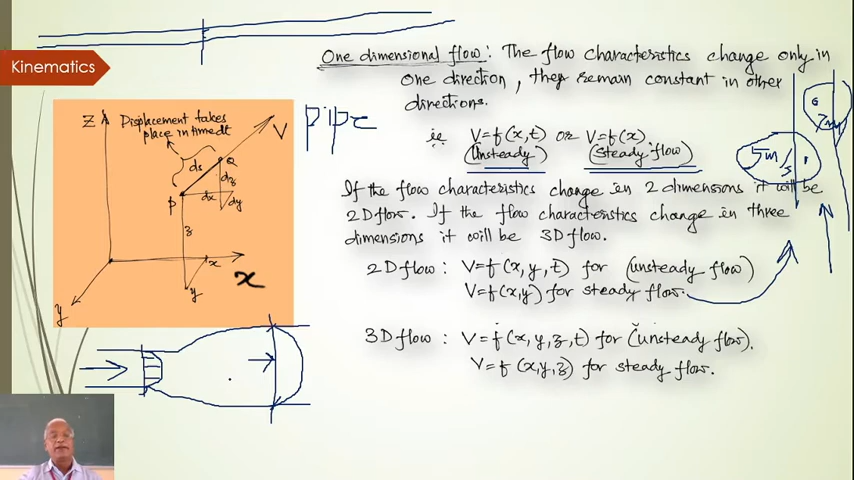 Kinematics
One dimensional flow: The flow characteristics change only in
one direction, they remain constant in other
directions.
ie V=f(x,t) or V=f(x).
(Unsteady) (Steady flow)
If the flow characteristics change in 2 dimensions it will be
2D flow. If the flow characteristics change in three
dimensions it will be 3D flow.
2D flow: V=f(x,y,t) for (unsteady flow)
V=f(x,y) for steady flow.
3D flow: V=f(x,y,z,t) for (unsteady flow).
V=f(x,y,z) for steady flow.
Z
Displacement takes
place in time dt
V
ds
Q
dz
P
dx
dy
z
x
y
x
y
pipe
5m/s
N